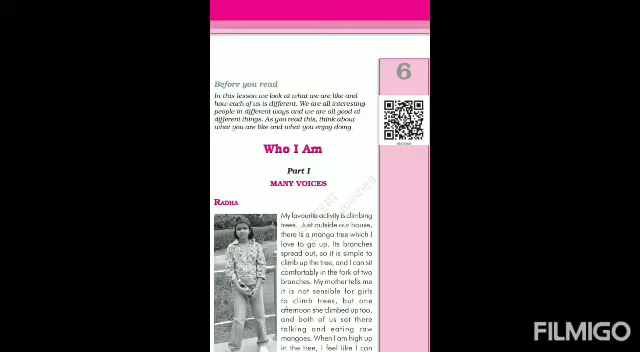 6
Before you read
In this lesson we look at what we are like and
how each of us is different. We are all interesting
people in different ways and we are all good at
different things. As you read this, think about
what you are like and what you enjoy doing.
Who I Am
Part I
MANY VOICES
RADHA
My favourite activity is climbing
trees. Just outside our house,
there is a mango tree which I
love to go up. Its branches
spread out, so it is simple to
climb up the tree, and I can sit
comfortably in the fork of two
branches. My mother tells me
it is not sensible for girls
to climb trees, but one
afternoon she climbed up too,
and both of us sat there
talking and eating raw
mangoes. When I am high up
in the tree, I feel like I can
FILMIGO